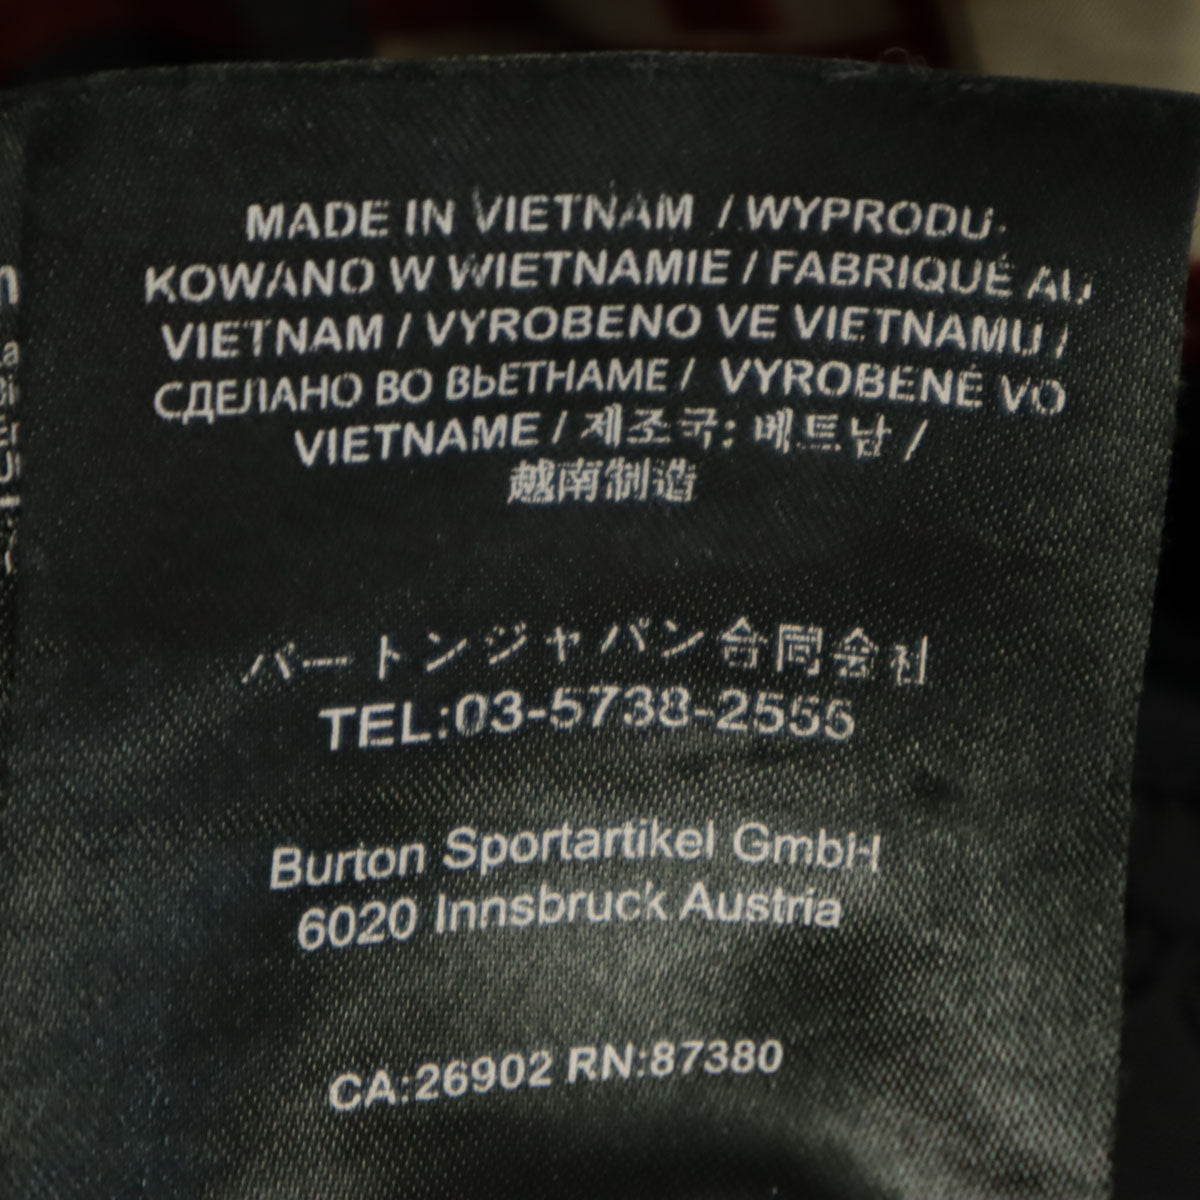 MADE IN VIETNAM / WYPRODU-
KOWANO W WIETNAMIE / FABRIQUÉ AU
VIETNAM / VYROBENO VE VIETNAMU /
СДЕЛАНО ВО ВЬЕТНАМЕ / VYROBENÉ VO
VIETNAME / 제조국: 베트남 /
越南制造
バートンジャパン合同会社
TEL:03-5738-2555
Burton Sportartikel GmbH
6020 Innsbruck Austria
CA:26902 RN:87380